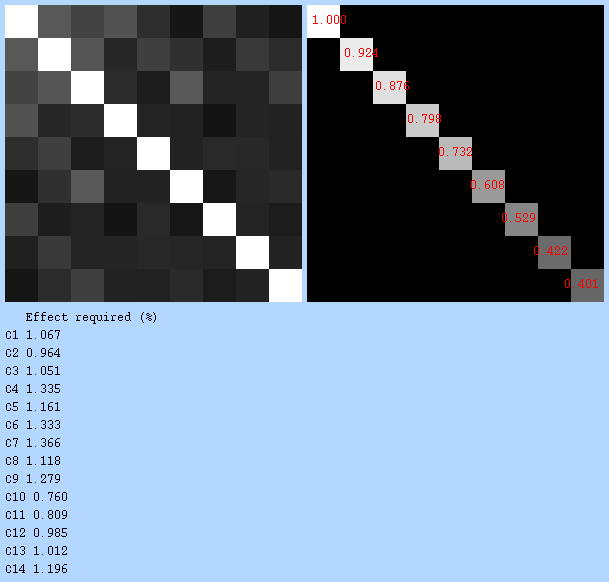 1.000
0.924
0.876
0.798
0.732
0.608
0.529
0.422
0.401
Effect required (%)
C1 1.067
C2 0.964
C3 1.051
C4 1.335
C5 1.161
C6 1.333
C7 1.366
C8 1.118
C9 1.279
C10 0.760
C11 0.809
C12 0.985
C13 1.012
C14 1.196